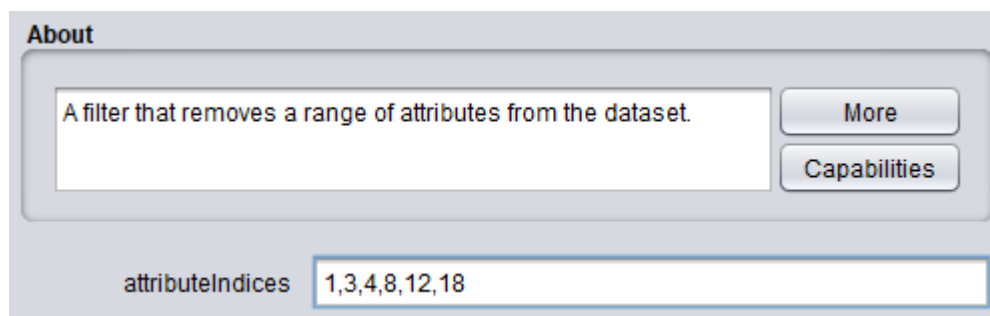 About
A filter that removes a range of attributes from the dataset.
More
Capabilities
attributeIndices 1,3,4,8,12,18